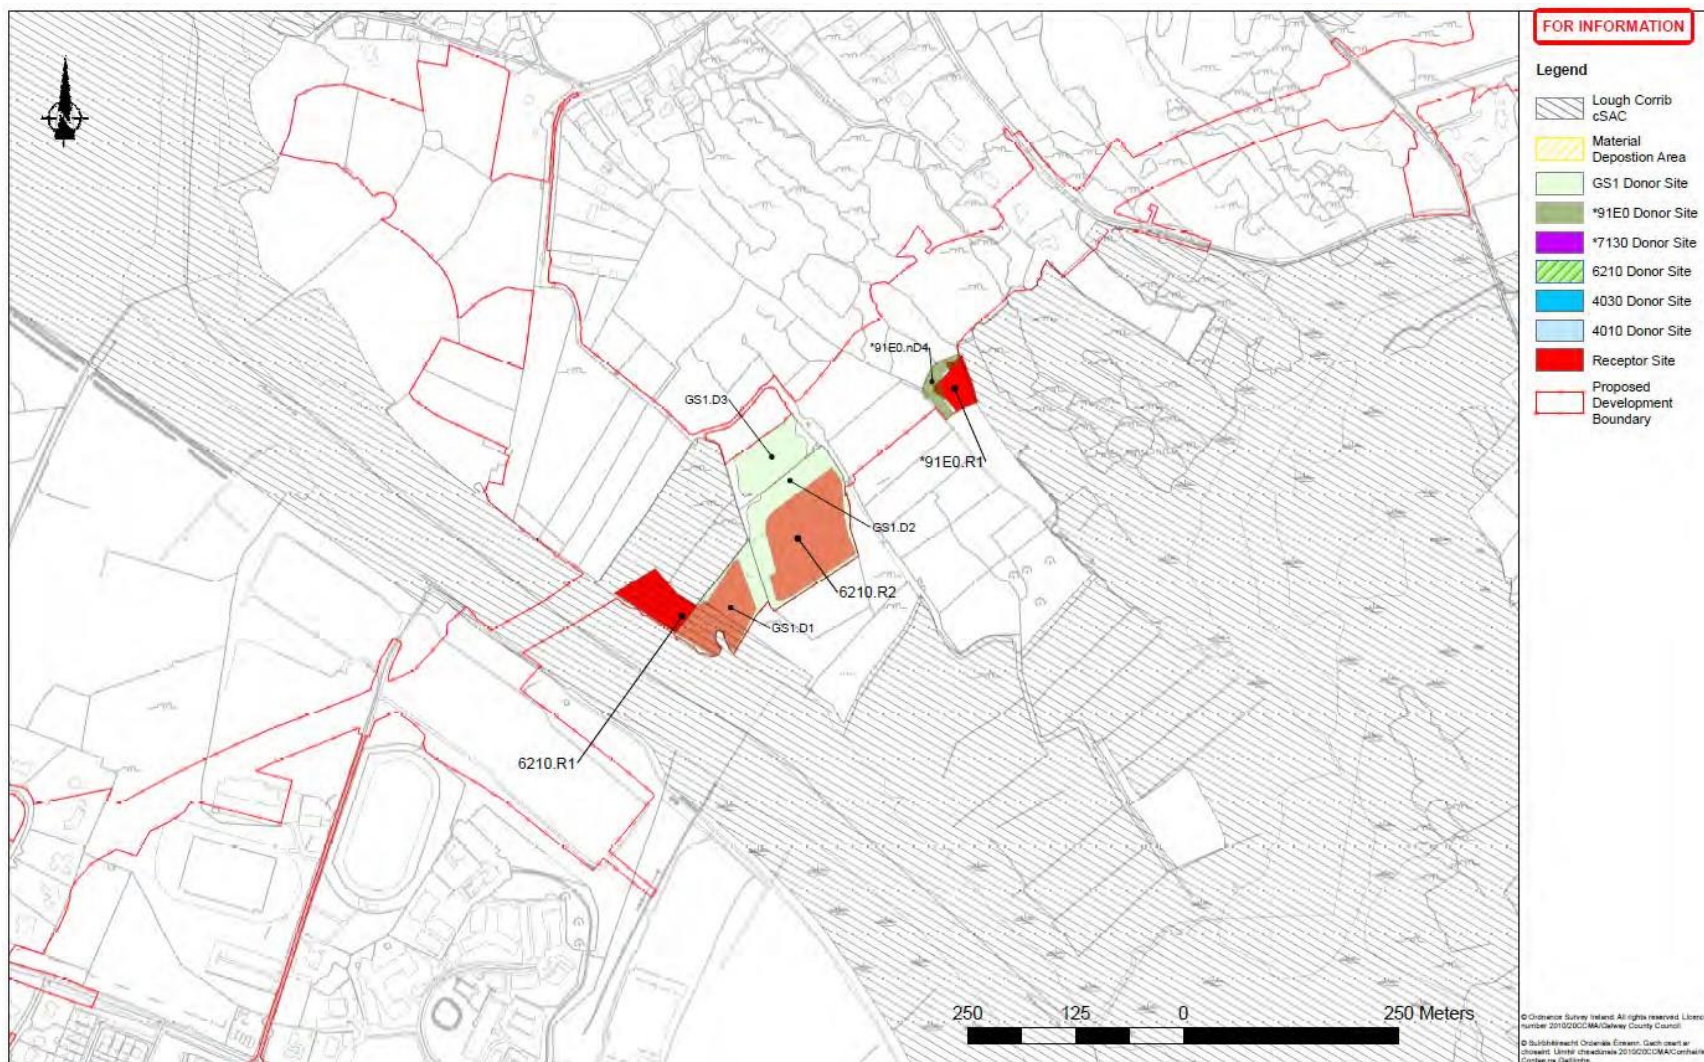 FOR INFORMATION
Legend
Lough Corrib
cSAC
Material
Depostion Area
GS1 Donor Site
*91E0 Donor Site
*7130 Donor Site
6210 Donor Site
4030 Donor Site
4010 Donor Site
Receptor Site
Proposed
Development
Boundary
N
*91E0.nD4
GS1.D3
*91E0.R1
GS1.D2
6210.R2
GS1.D1
6210.R1
250 125 0 250 Meters
© Ordnance Survey Ireland. All rights reserved. Licence
number 2010/20CCMA/Galway County Council.